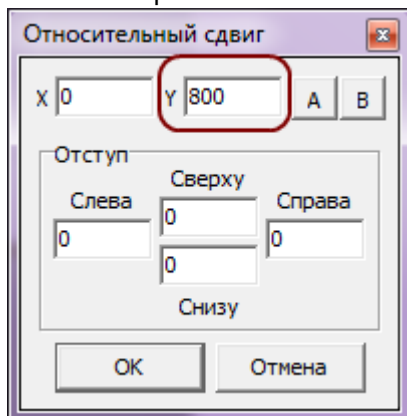 Относительный сдвиг
X 0 Y 800 A B
Отступ
Сверху
Слева 0 Справа
0 0 0
Снизу
OK Отмена